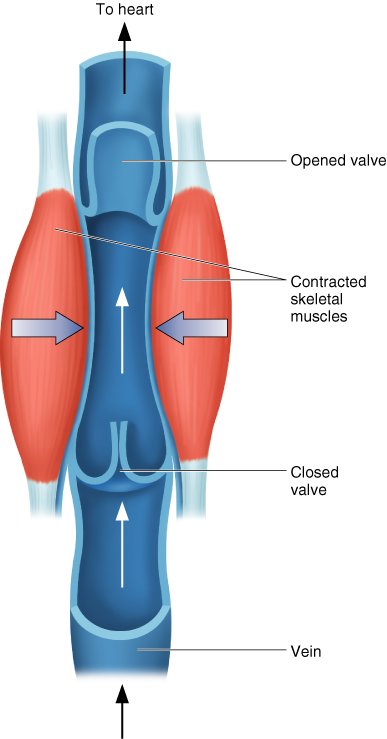 To heart
Opened valve
Contracted
skeletal
muscles
Closed
valve
Vein